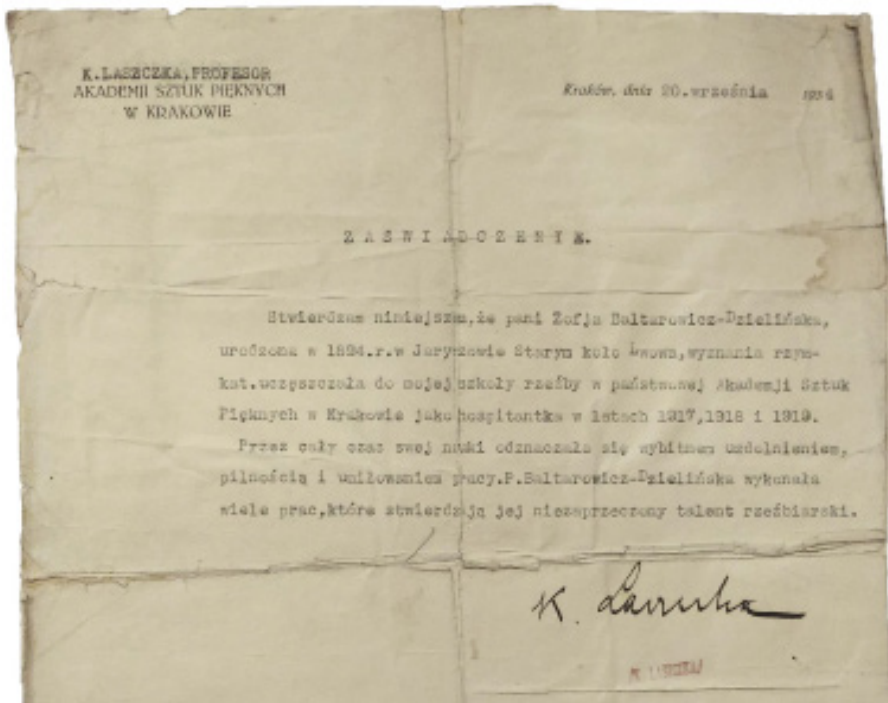 K. LASZCZKA, PROFESOR
AKADEMJI SZTUK PIĘKNYCH
W KRAKOWIE
Kraków, dnia 20.września 1934
ZAŚWIADCZENIE.
Stwierdzam niniejszem,że pani Zofja Baltarowicz-Dzielińska,
urodzona w 1894.r.w Jaryczowie Starym koło Lwowa,wyznania rzym-
kat.uczęszczała do mojej szkoły rzeźby w państwowej Akademji Sztuk
Pięknych w Krakowie jako hospitantka w latach 1917,1918 i 1919.
Przez cały czas swej nauki odznaczała się wybitnem uzdolnieniem,
pilnością i umiłowaniem pracy.P.Baltarowicz-Dzielińska wykonała
wiele prac,które stwierdzają jej niezaprzeczony talent rzeźbiarski.
K. Laszczka
/K. LASZCZKA/